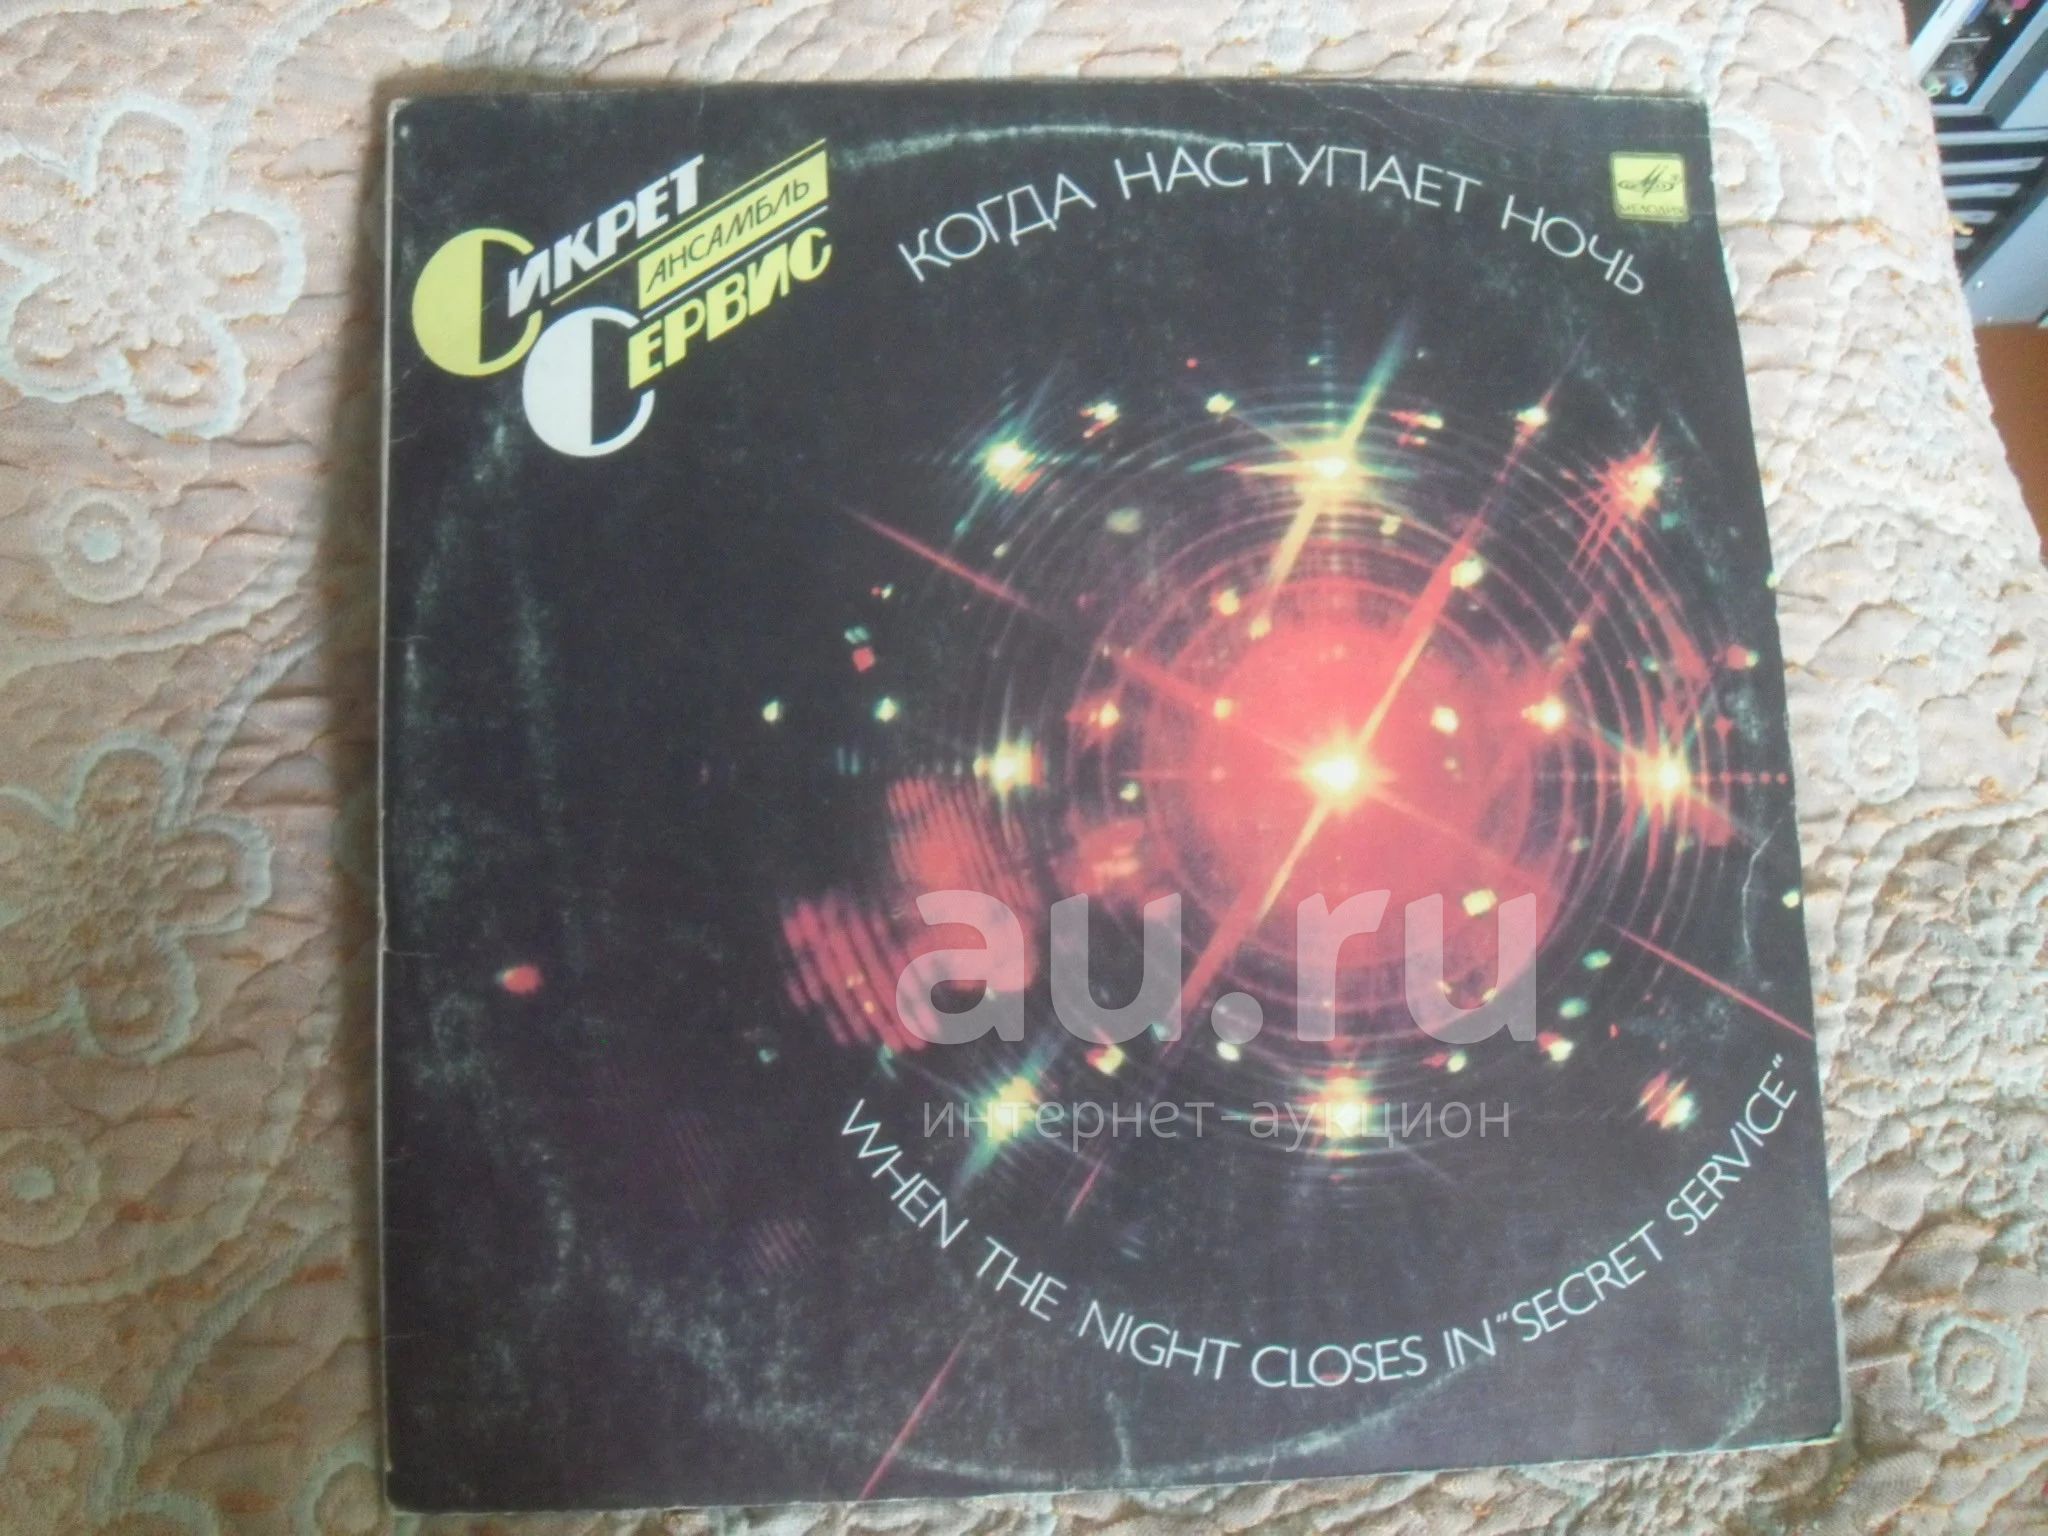 СИКРЕТ
АНСАМБЛЬ
СЕРВИС
КОГДА НАСТУПАЕТ НОЧЬ
МЕЛОДИЯ
au.ru
интернет-аукцион
WHEN THE NIGHT CLOSES IN "SECRET SERVICE"